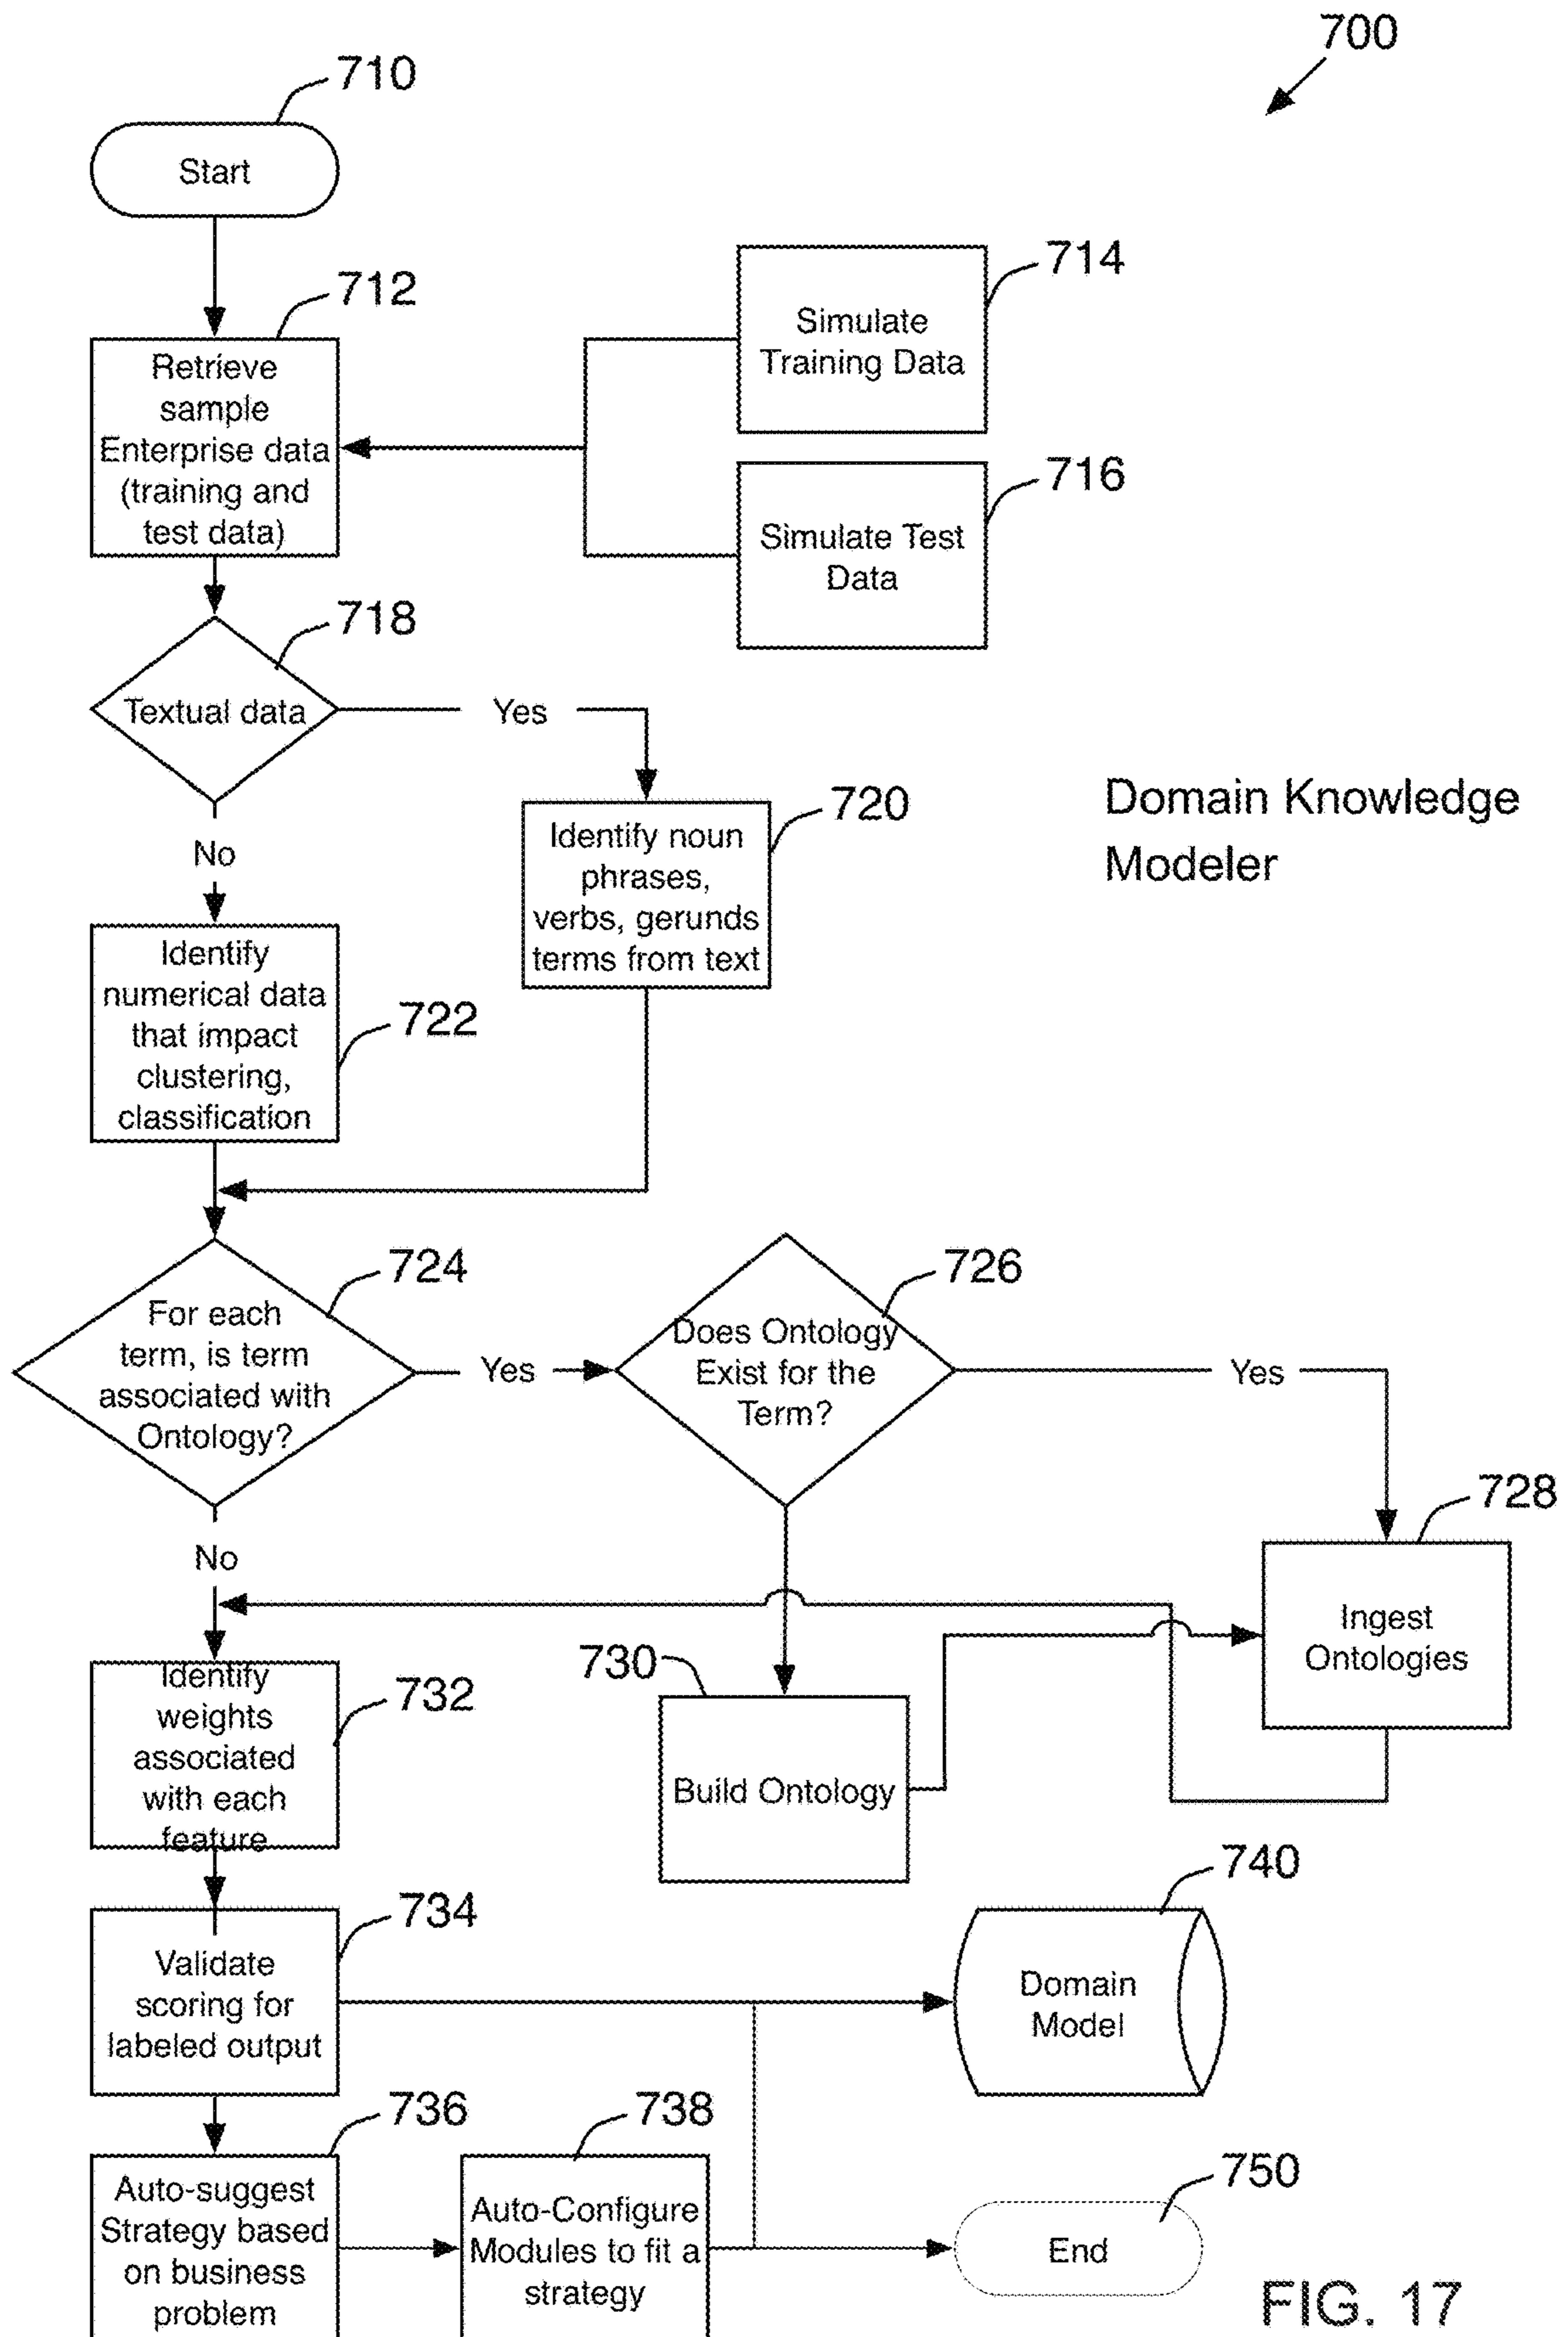 700
710
Start
712
Retrieve
sample
Enterprise data
(training and
test data)
714
Simulate
Training Data
716
Simulate Test
Data
718
Textual data
Yes
No
720
Identify noun
phrases,
verbs, gerunds
terms from text
Domain Knowledge
Modeler
722
Identify
numerical data
that impact
clustering,
classification
724
For each
term, is term
associated with
Ontology?
Yes
726
Does Ontology
Exist for the
Term?
Yes
No
728
Ingest
Ontologies
730
Build Ontology
732
Identify
weights
associated
with each
feature
734
Validate
scoring for
labeled output
740
Domain
Model
736
Auto-suggest
Strategy based
on business
problem
738
Auto-Configure
Modules to fit a
strategy
750
End
FIG. 17